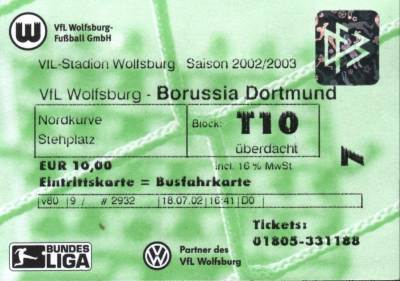 VfL Wolfsburg-
Fußball GmbH
VfL-Stadion Wolfsburg Saison 2002/2003
VfL Wolfsburg - Borussia Dortmund
Nordkurve
Stehplatz
Block: T10
überdacht
EUR 10,00 incl. 16 % MwSt.
Eintrittskarte = Busfahrkarte
v80 9 / # 2932 18.07.02 16:41 D0
Tickets:
01805-331188
BUNDES
LIGA
Partner des
VfL Wolfsburg